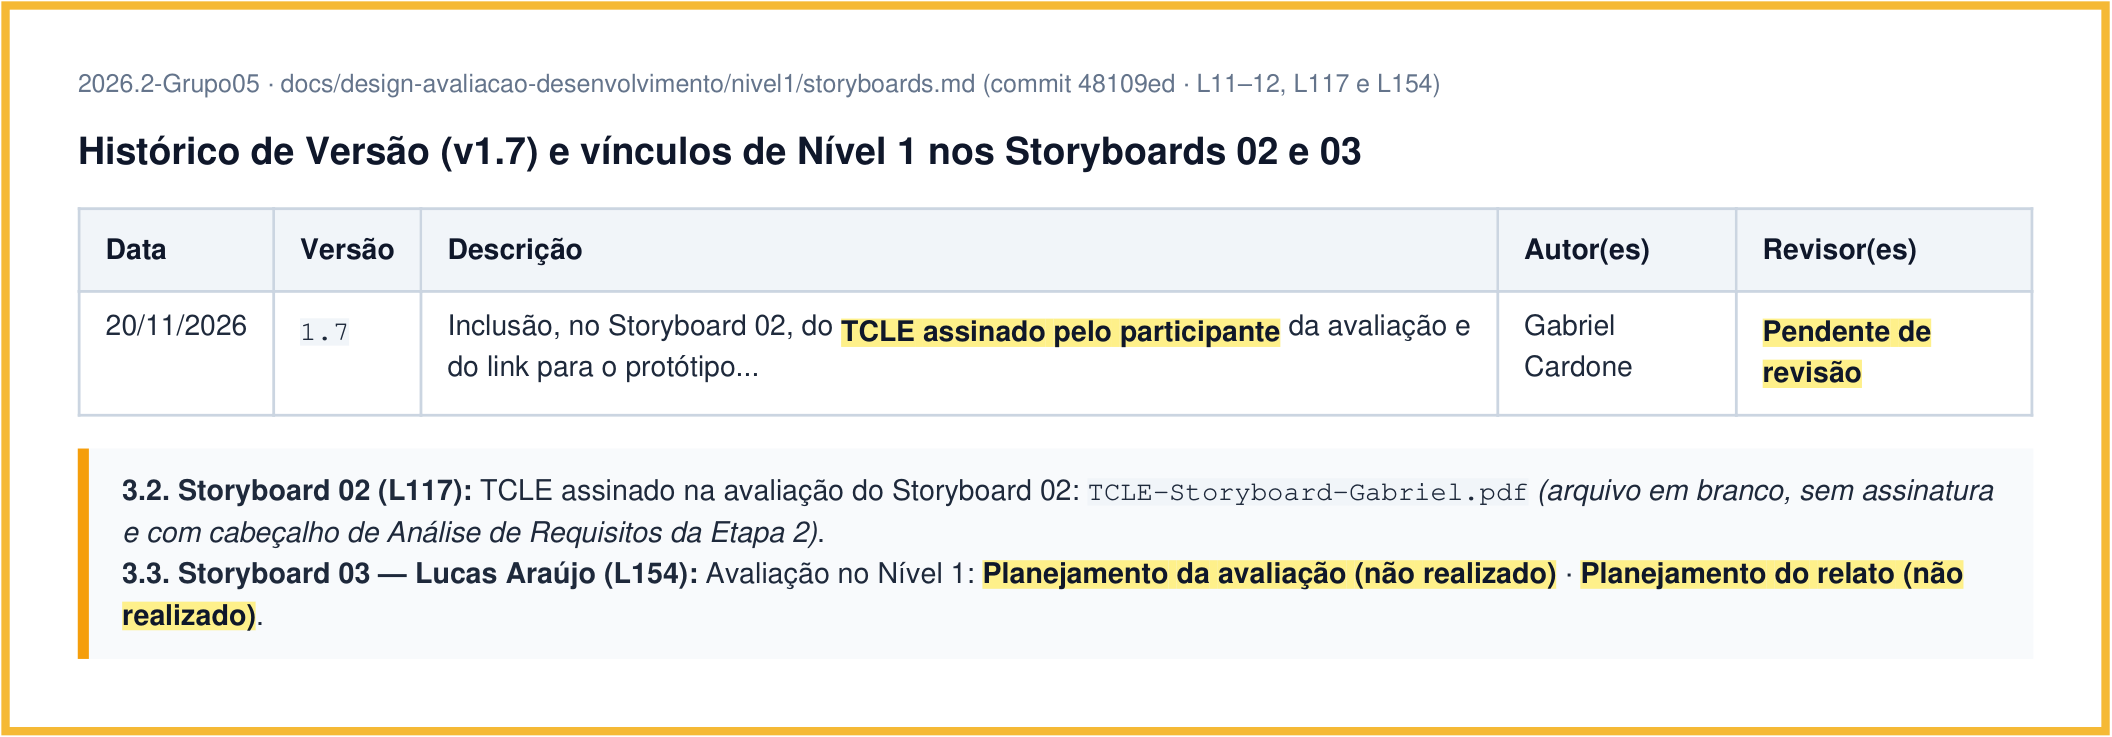 2026.2-Grupo05 · docs/design-avaliacao-desenvolvimento/nivel1/storyboards.md (commit 48109ed · L11–12, L117 e L154)
Histórico de Versão (v1.7) e vínculos de Nível 1 nos Storyboards 02 e 03
Data Versão Descrição Autor(es) Revisor(es)
20/11/2026 1.7 Inclusão, no Storyboard 02, do TCLE assinado pelo participante da avaliação e Gabriel Pendente de
do link para o protótipo... Cardone revisão
3.2. Storyboard 02 (L117): TCLE assinado na avaliação do Storyboard 02: TCLE-Storyboard-Gabriel.pdf (arquivo em branco, sem assinatura
e com cabeçalho de Análise de Requisitos da Etapa 2).
3.3. Storyboard 03 — Lucas Araújo (L154): Avaliação no Nível 1: Planejamento da avaliação (não realizado) · Planejamento do relato (não
realizado).